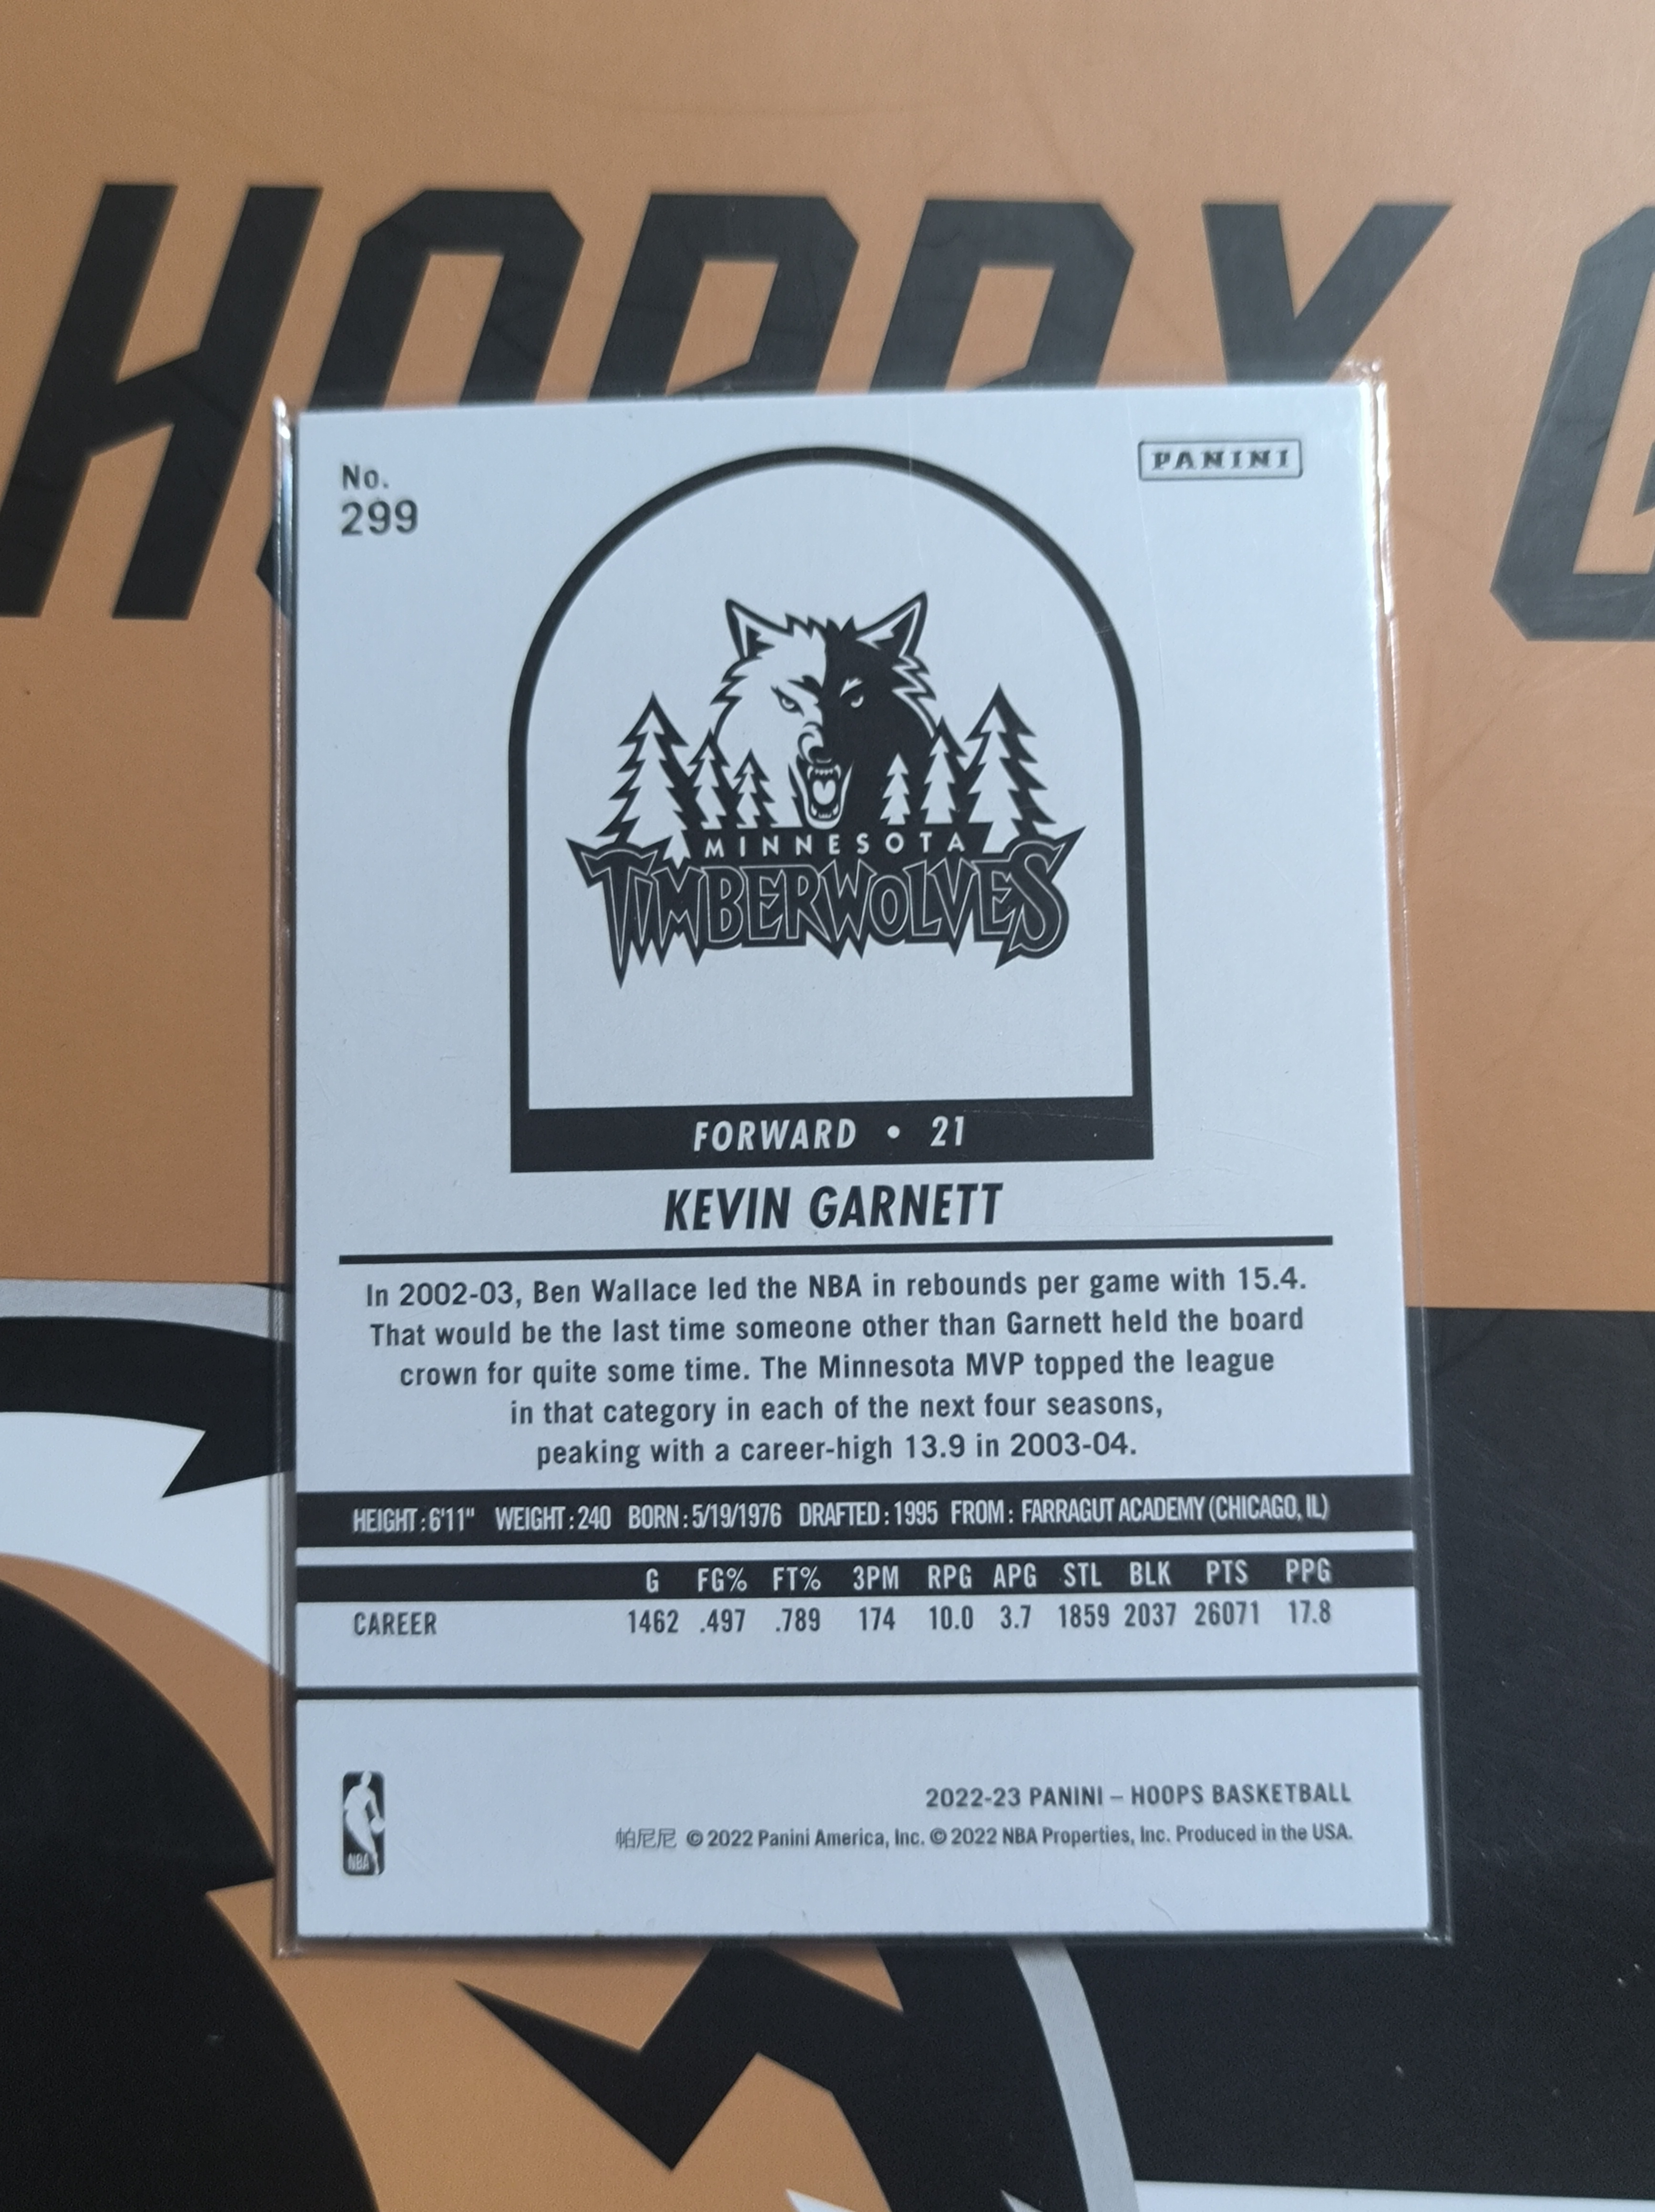 HOBBY G
No.
299
PANINI
MINNESOTA
TIMBERWOLVES
FORWARD • 21
KEVIN GARNETT
In 2002-03, Ben Wallace led the NBA in rebounds per game with 15.4.
That would be the last time someone other than Garnett held the board
crown for quite some time. The Minnesota MVP topped the league
in that category in each of the next four seasons,
peaking with a career-high 13.9 in 2003-04.
HEIGHT: 6'11" WEIGHT: 240 BORN: 5/19/1976 DRAFTED: 1995 FROM: FARRAGUT ACADEMY (CHICAGO, IL)
G FG% FT% 3PM RPG APG STL BLK PTS PPG
CAREER 1462 .497 .789 174 10.0 3.7 1859 2037 26071 17.8
2022-23 PANINI – HOOPS BASKETBALL
帕尼尼 © 2022 Panini America, Inc. © 2022 NBA Properties, Inc. Produced in the USA.
NBA